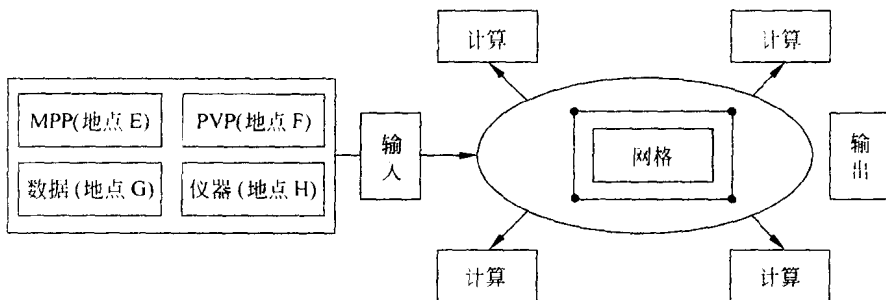 计算
计算
MPP(地点 E)
PVP(地点 F)
数据(地点 G)
仪器(地点 H)
输
入
网格
输
出
计算
计算